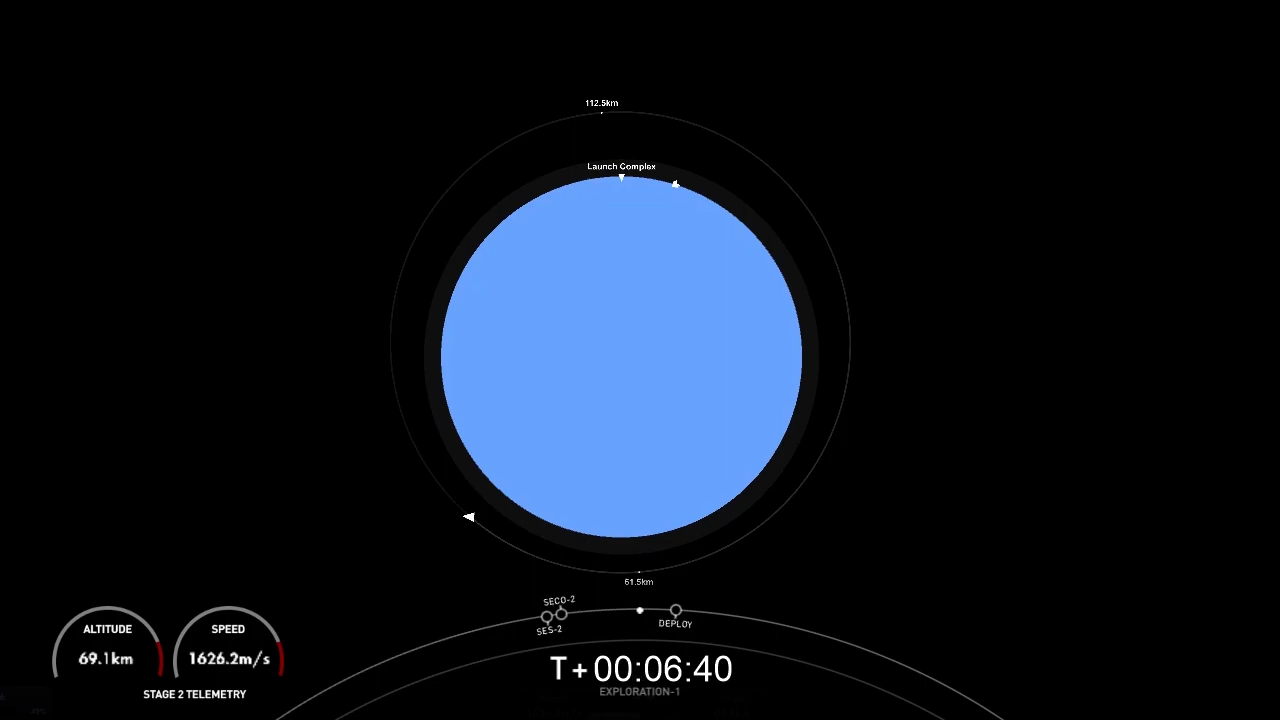 112.5km
Launch Complex
61.5km
SECO-2
SES-2
DEPLOY
ALTITUDE
69.1km
SPEED
1626.2m/s
STAGE 2 TELEMETRY
T+00:06:40
EXPLORATION-1